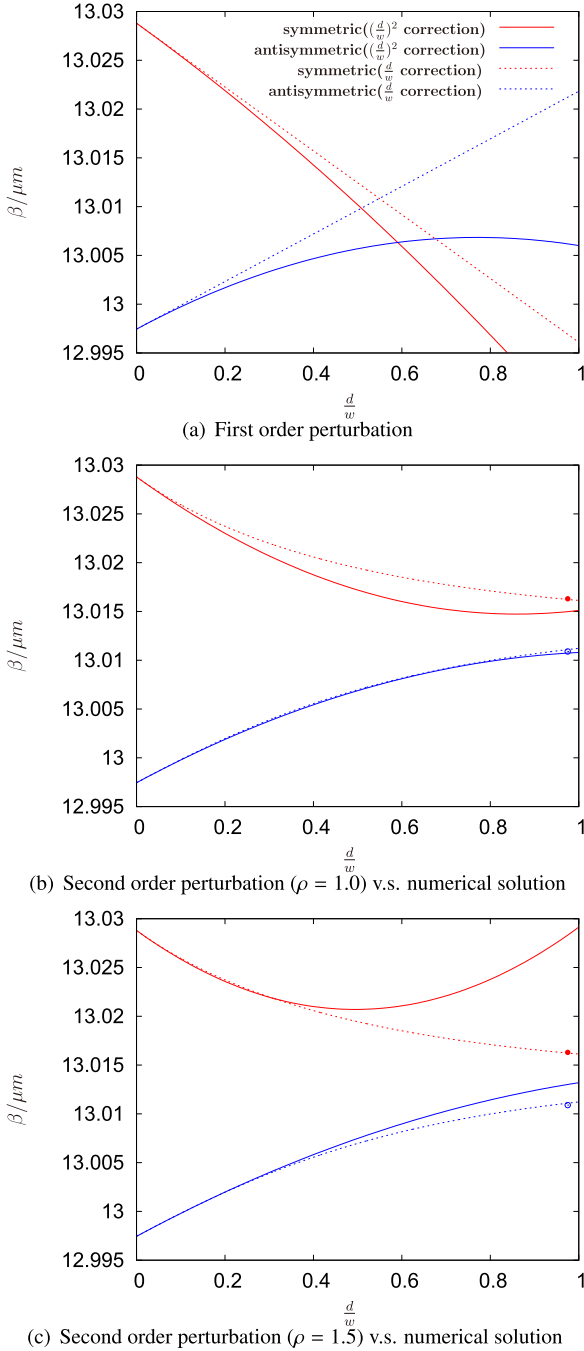 13.03
13.025
13.02
13.015
13.01
13.005
13
12.995
β/μm
symmetric((d/w)² correction)
antisymmetric((d/w)² correction)
symmetric(d/w correction)
antisymmetric(d/w correction)
0 0.2 0.4 0.6 0.8 1
d/w
(a) First order perturbation
13.03
13.025
13.02
13.015
13.01
13.005
13
12.995
β/μm
0 0.2 0.4 0.6 0.8 1
d/w
(b) Second order perturbation (ρ = 1.0) v.s. numerical solution
13.03
13.025
13.02
13.015
13.01
13.005
13
12.995
β/μm
0 0.2 0.4 0.6 0.8 1
d/w
(c) Second order perturbation (ρ = 1.5) v.s. numerical solution